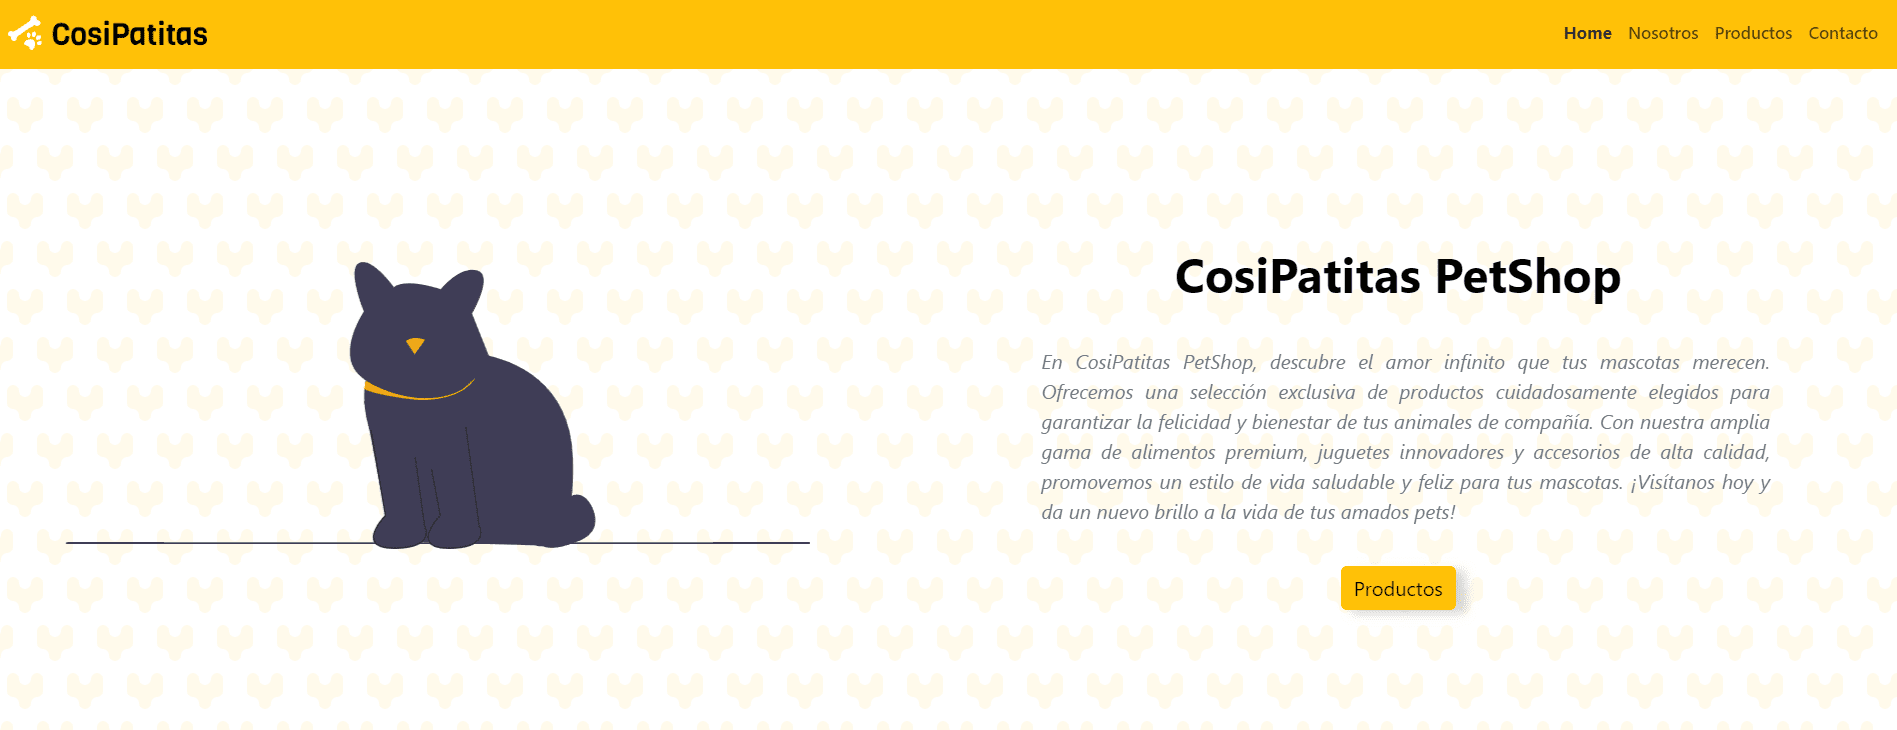 CosiPatitas
Home Nosotros Productos Contacto
CosiPatitas PetShop
En CosiPatitas PetShop, descubre el amor infinito que tus mascotas merecen.
Ofrecemos una selección exclusiva de productos cuidadosamente elegidos para
garantizar la felicidad y bienestar de tus animales de compañía. Con nuestra amplia
gama de alimentos premium, juguetes innovadores y accesorios de alta calidad,
promovemos un estilo de vida saludable y feliz para tus mascotas. ¡Visítanos hoy y
da un nuevo brillo a la vida de tus amados pets!
Productos